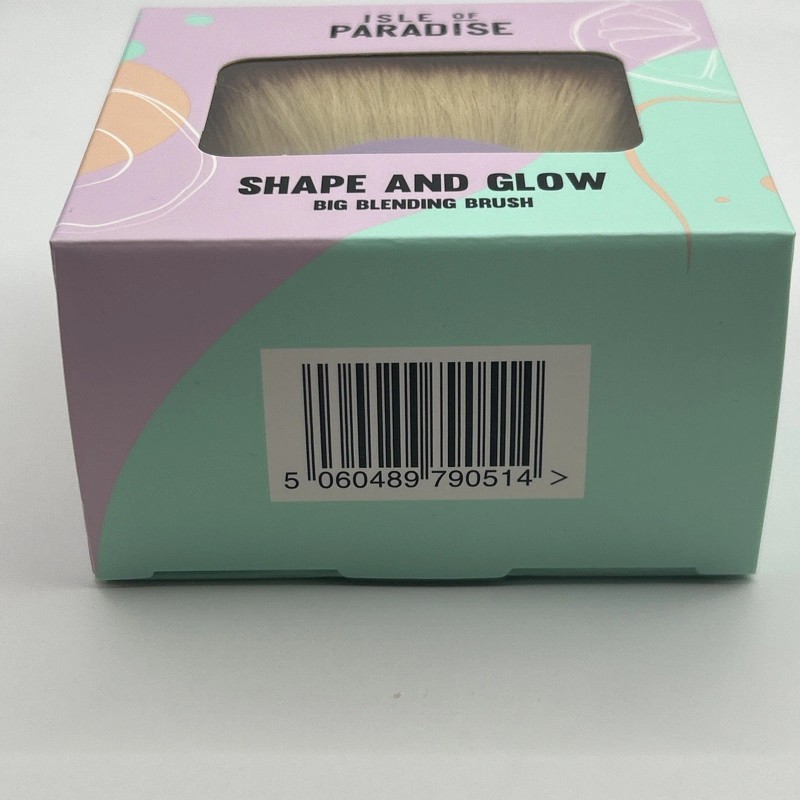 ISLE OF
PARADISE
SHAPE AND GLOW
BIG BLENDING BRUSH
5 060489 790514 >